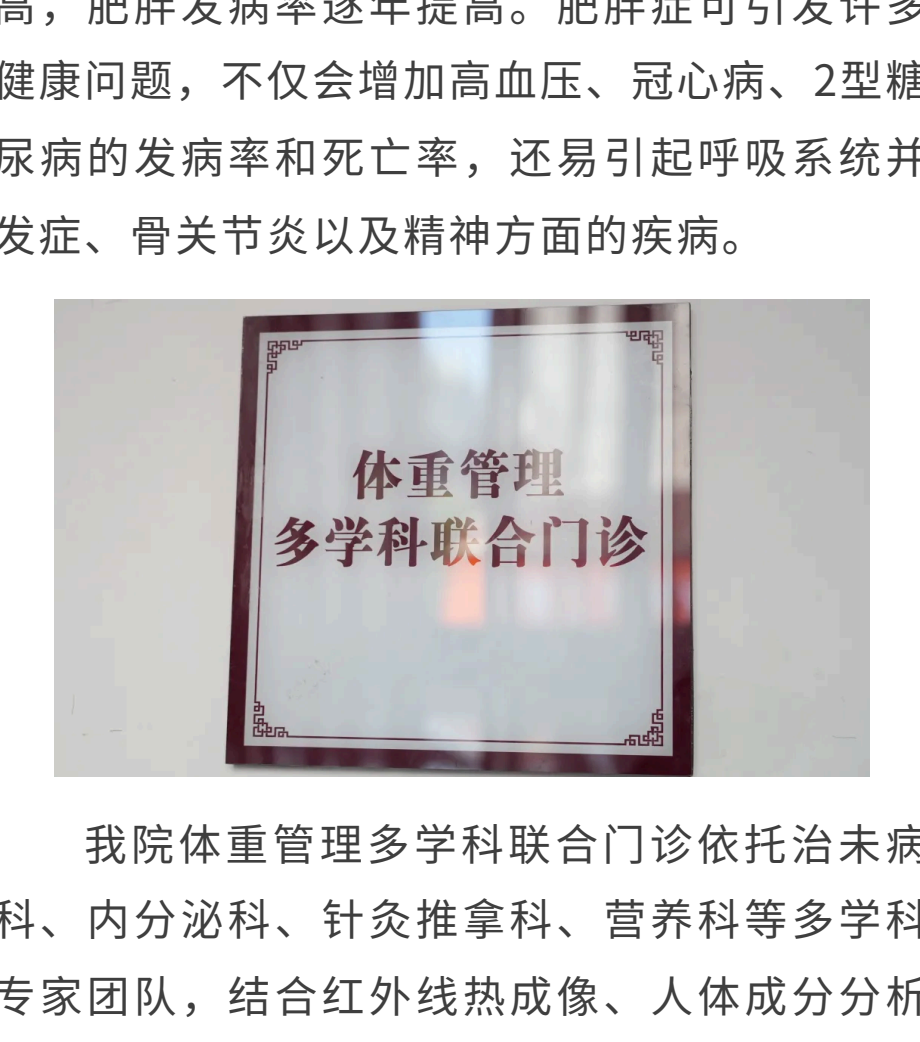 高，肥胖发病率逐年提高。肥胖症可引发许多
健康问题，不仅会增加高血压、冠心病、2型糖
尿病的发病率和死亡率，还易引起呼吸系统并
发症、骨关节炎以及精神方面的疾病。
体重管理
多学科联合门诊
我院体重管理多学科联合门诊依托治未病
科、内分泌科、针灸推拿科、营养科等多学科
专家团队，结合红外线热成像、人体成分分析